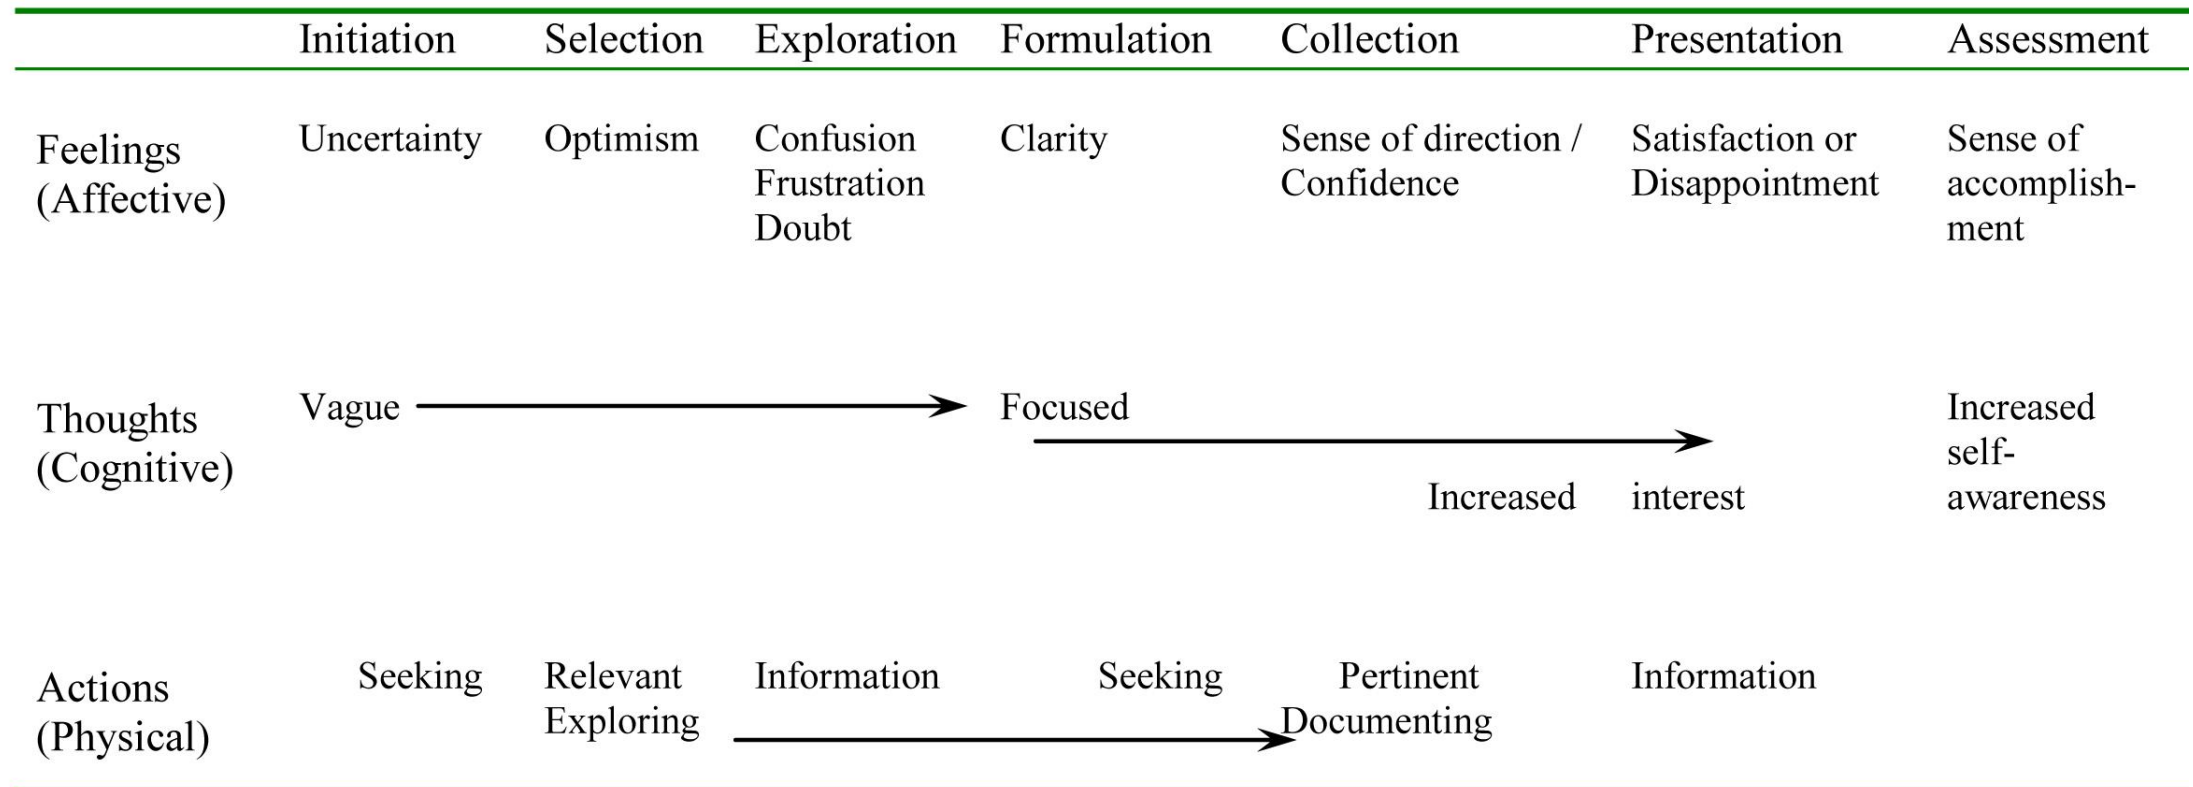 Initiation Selection Exploration Formulation Collection Presentation Assessment
Feelings (Affective) Uncertainty Optimism Confusion Clarity Sense of direction / Satisfaction or Sense of
Frustration Confidence Disappointment accomplish-
Doubt ment
Thoughts Vague Focused Increased
(Cognitive) self-
Increased interest awareness
Actions Seeking Relevant Information Seeking Pertinent Information
(Physical) Exploring Documenting